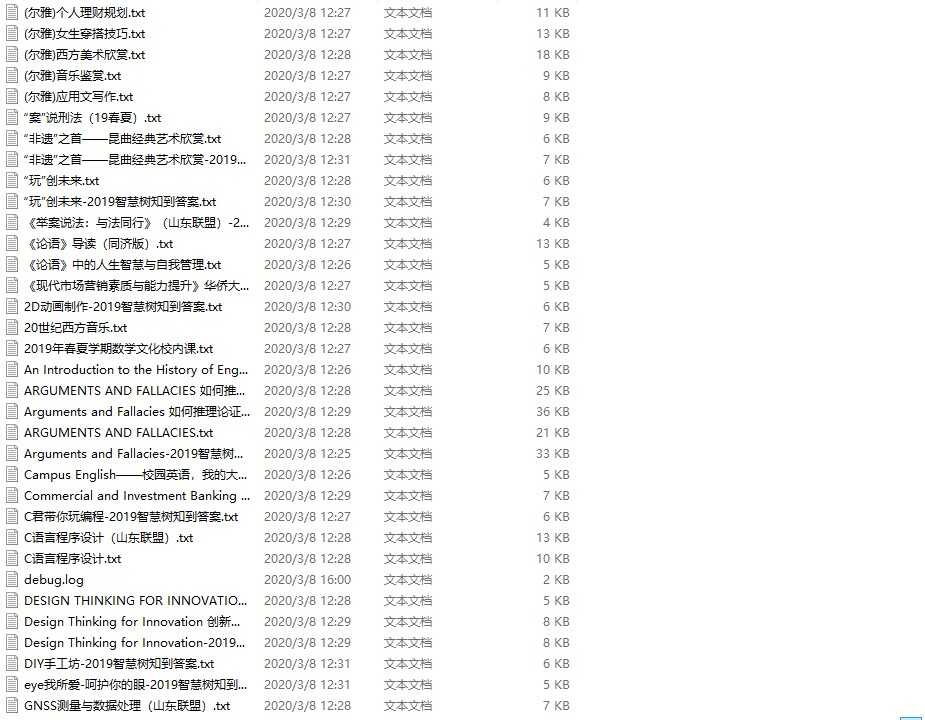 (尔雅)个人理财规划.txt 2020/3/8 12:27 文本文档 11 KB
(尔雅)女生穿搭技巧.txt 2020/3/8 12:27 文本文档 13 KB
(尔雅)西方美术欣赏.txt 2020/3/8 12:28 文本文档 18 KB
(尔雅)音乐鉴赏.txt 2020/3/8 12:27 文本文档 9 KB
(尔雅)应用文写作.txt 2020/3/8 12:27 文本文档 8 KB
“案”说刑法（19春夏）.txt 2020/3/8 12:27 文本文档 9 KB
“非遗”之首——昆曲经典艺术欣赏.txt 2020/3/8 12:28 文本文档 6 KB
“非遗”之首——昆曲经典艺术欣赏-2019... 2020/3/8 12:31 文本文档 7 KB
“玩”创未来.txt 2020/3/8 12:28 文本文档 6 KB
“玩”创未来-2019智慧树知到答案.txt 2020/3/8 12:30 文本文档 7 KB
《举案说法：与法同行》（山东联盟）-2... 2020/3/8 12:29 文本文档 4 KB
《论语》导读（同济版）.txt 2020/3/8 12:27 文本文档 13 KB
《论语》中的人生智慧与自我管理.txt 2020/3/8 12:26 文本文档 5 KB
《现代市场营销素质与能力提升》华侨大... 2020/3/8 12:27 文本文档 5 KB
2D动画制作-2019智慧树知到答案.txt 2020/3/8 12:30 文本文档 6 KB
20世纪西方音乐.txt 2020/3/8 12:28 文本文档 7 KB
2019年春夏学期数学文化校内课.txt 2020/3/8 12:27 文本文档 6 KB
An Introduction to the History of Eng... 2020/3/8 12:26 文本文档 10 KB
ARGUMENTS AND FALLACIES 如何推... 2020/3/8 12:28 文本文档 25 KB
Arguments and Fallacies 如何推理论证... 2020/3/8 12:29 文本文档 36 KB
ARGUMENTS AND FALLACIES.txt 2020/3/8 12:28 文本文档 21 KB
Arguments and Fallacies-2019智慧树... 2020/3/8 12:25 文本文档 33 KB
Campus English——校园英语，我的大... 2020/3/8 12:26 文本文档 5 KB
Commercial and Investment Banking ... 2020/3/8 12:29 文本文档 7 KB
C君带你玩编程-2019智慧树知到答案.txt 2020/3/8 12:27 文本文档 6 KB
C语言程序设计（山东联盟）.txt 2020/3/8 12:28 文本文档 13 KB
C语言程序设计.txt 2020/3/8 12:28 文本文档 10 KB
debug.log 2020/3/8 16:00 文本文档 2 KB
DESIGN THINKING FOR INNOVATIO... 2020/3/8 12:28 文本文档 5 KB
Design Thinking for Innovation 创新... 2020/3/8 12:29 文本文档 8 KB
Design Thinking for Innovation-2019... 2020/3/8 12:29 文本文档 8 KB
DIY手工坊-2019智慧树知到答案.txt 2020/3/8 12:31 文本文档 6 KB
eye我所爱-呵护你的眼-2019智慧树知到... 2020/3/8 12:31 文本文档 5 KB
GNSS测量与数据处理（山东联盟）.txt 2020/3/8 12:28 文本文档 7 KB